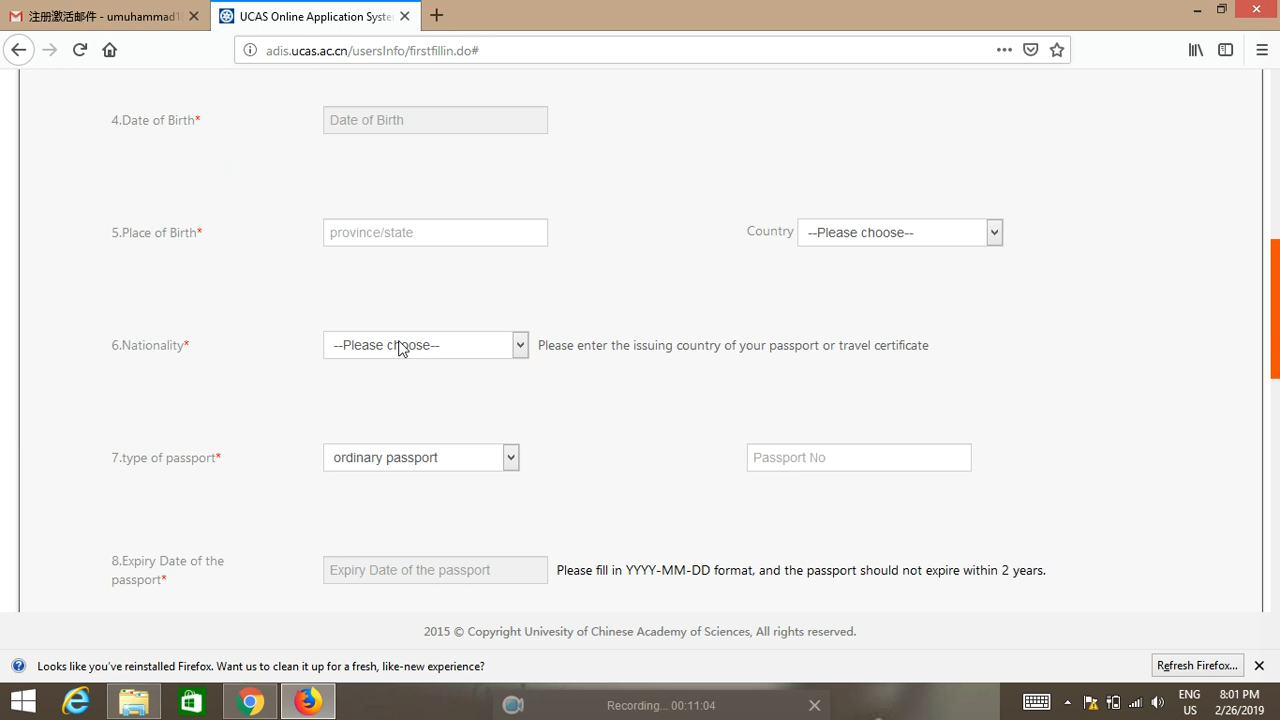 注册激活邮件 - umuhammad1
UCAS Online Application Syste
adis.ucas.ac.cn/usersInfo/firstfillin.do#
4.Date of Birth*
Date of Birth
5.Place of Birth*
province/state
Country
--Please choose--
6.Nationality*
--Please choose--
Please enter the issuing country of your passport or travel certificate
7.type of passport*
ordinary passport
Passport No
8.Expiry Date of the
passport*
Expiry Date of the passport
Please fill in YYYY-MM-DD format, and the passport should not expire within 2 years.
2015 © Copyright Univesity of Chinese Academy of Sciences, All rights reserved.
Looks like you've reinstalled Firefox. Want us to clean it up for a fresh, like-new experience?
Refresh Firefox...
Recording... 00:11:04
ENG
US
8:01 PM
2/26/2019